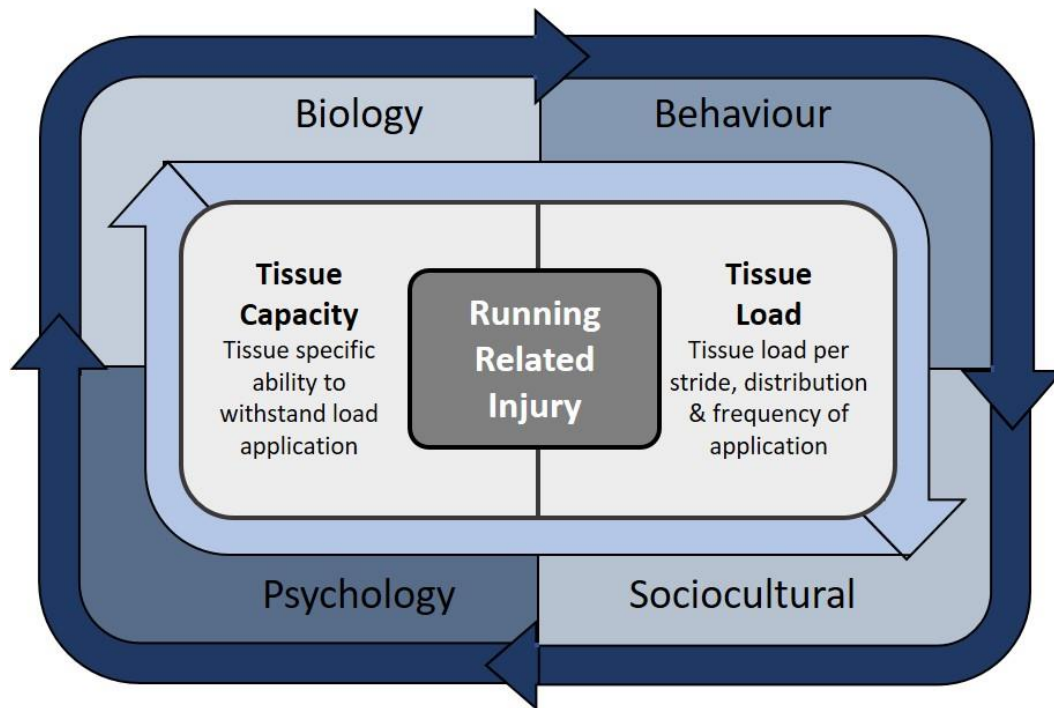 Biology
Behaviour
Tissue
Capacity
Tissue specific
ability to
withstand load
application
Running
Related
Injury
Tissue
Load
Tissue load per
stride, distribution
& frequency of
application
Psychology
Sociocultural